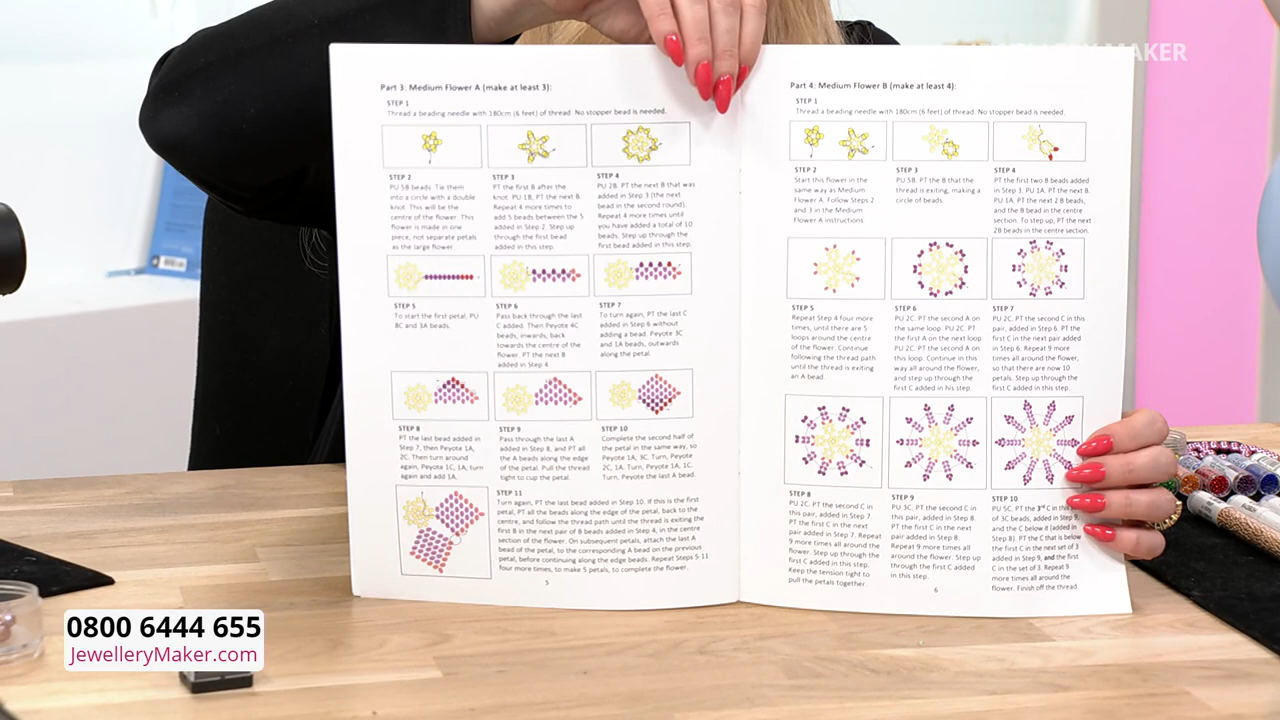 JEWELLERY MAKER
Part 3: Medium Flower A (make at least 3):
STEP 1
Thread a beading needle with 180cm (6 feet) of thread. No stopper bead is needed.
STEP 2
PU 5B beads. Tie them
into a circle with a double
knot. This will be the
centre of the flower. This
flower is made in one
piece, not separate petals
as the large flower.
STEP 3
PT the first B after the
knot. PU 1B, PT the next B.
Repeat 4 more times to
add 5 beads between the 5
added in Step 2. Step up
through the first bead
added in this step.
STEP 4
PU 2B. PT the next B that was
added in Step 3 (the next
bead in the second round).
Repeat 4 more times until
you have added a total of 10
beads. Step up through the
first bead added in this step.
STEP 5
To start the first petal, PU
8C and 3A beads.
STEP 6
Pass back through the last
C added. Then Peyote 4C
beads, inwards, back
towards the centre of the
flower. PT the next B
added in Step 4.
STEP 7
To turn again, PT the last C
added in Step 6 without
adding a bead. Peyote 3C
and 1A beads, outwards
along the petal.
STEP 8
PT the last bead added in
Step 7, then Peyote 1A,
2C. Then turn around
again, Peyote 1C, 1A, turn
again and add 1A.
STEP 9
Pass through the last A
added in Step 8, and PT all
the A beads along the edge
of the petal. Pull the thread
tight to cup the petal.
STEP 10
Complete the second half of
the petal in the same way, so
Peyote 1A, 3C. Turn, Peyote
2C, 1A. Turn, Peyote 1A, 1C.
Turn, Peyote the last A bead.
STEP 11
Turn again, PT the last bead added in Step 10. If this is the first
petal, PT all the beads along the edge of the petal, back to the
centre, and follow the thread path until the thread is exiting the
first B in the next pair of B beads added in Step 4, in the centre
section of the flower. On subsequent petals, attach the last A
bead of the petal, to the corresponding A bead on the previous
petal, before continuing along the edge beads. Repeat Steps 5-11
four more times, to make 5 petals, to complete the flower.
5
Part 4: Medium Flower B (make at least 4):
STEP 1
Thread a beading needle with 180cm (6 feet) of thread. No stopper bead is needed.
STEP 2
Start this flower in the
same way as Medium
Flower A. Follow Steps 2
and 3 in the Medium
Flower A instructions
STEP 3
PU 5B. PT the B that the
thread is exiting, making a
circle of beads.
STEP 4
PT the first two B beads added
in Step 3. PU 1A, PT the next B.
PU 1A. PT the next 2 B beads,
and the B bead in the centre
section. To step up, PT the next
2B beads in the centre section.
STEP 5
Repeat Step 4 four more
times, until there are 5
loops around the centre
of the flower. Continue
following the thread path
until the thread is exiting
an A bead.
STEP 6
PU 2C. PT the second A on
the same loop. PU 2C. PT
the first A on the next loop
PU 2C. PT the second A on
this loop. Continue in this
way all around the flower,
and step up through the
first C added in his step.
STEP 7
PU 2C. PT the second C in this
pair, added in Step 6. PT the
first C in the next pair added
in Step 6. Repeat 9 more
times all around the flower,
so that there are now 10
petals. Step up through the
first C added in this step.
STEP 8
PU 2C. PT the second C in
this pair, added in Step 7.
PT the first C in the next
pair added in Step 7. Repeat
9 more times all around the
flower. Step up through the
first C added in this step.
Keep the tension tight to
pull the petals together.
STEP 9
PU 3C. PT the second C in
this pair, added in Step 8.
PT the first C in the next
pair added in Step 8.
Repeat 9 more times all
around the flower. Step up
through the first C added
in this step.
STEP 10
PU 5C. PT the 3rd C in this
of 3C beads, added in Step 9,
and the C below it (added in
Step 8). PT the C that is below
the first C in the next set of 3
added in Step 9, and the first
C in the set of 3. Repeat 9
more times all around the
flower. Finish off the thread.
6
0800 6444 655
JewelleryMaker.com